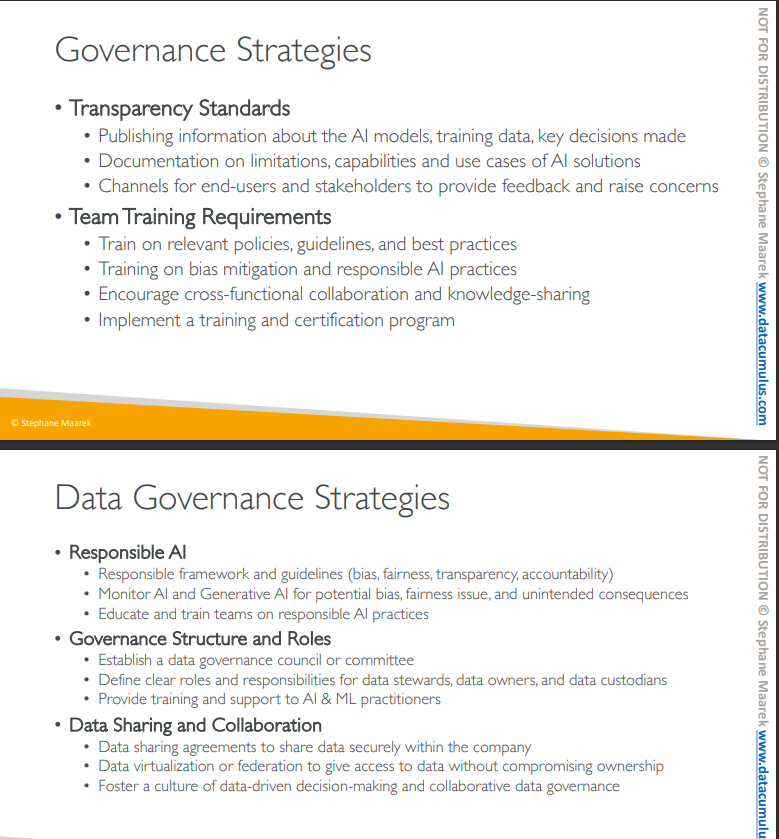 Governance Strategies
• Transparency Standards
• Publishing information about the AI models, training data, key decisions made
• Documentation on limitations, capabilities and use cases of AI solutions
• Channels for end-users and stakeholders to provide feedback and raise concerns
• Team Training Requirements
• Train on relevant policies, guidelines, and best practices
• Training on bias mitigation and responsible AI practices
• Encourage cross-functional collaboration and knowledge-sharing
• Implement a training and certification program
© Stephane Maarek
NOT FOR DISTRIBUTION © Stephane Maarek www.datacumulus.com
Data Governance Strategies
• Responsible AI
• Responsible framework and guidelines (bias, fairness, transparency, accountability)
• Monitor AI and Generative AI for potential bias, fairness issue, and unintended consequences
• Educate and train teams on responsible AI practices
• Governance Structure and Roles
• Establish a data governance council or committee
• Define clear roles and responsibilities for data stewards, data owners, and data custodians
• Provide training and support to AI & ML practitioners
• Data Sharing and Collaboration
• Data sharing agreements to share data securely within the company
• Data virtualization or federation to give access to data without compromising ownership
• Foster a culture of data-driven decision-making and collaborative data governance
NOT FOR DISTRIBUTION © Stephane Maarek www.datacumulu